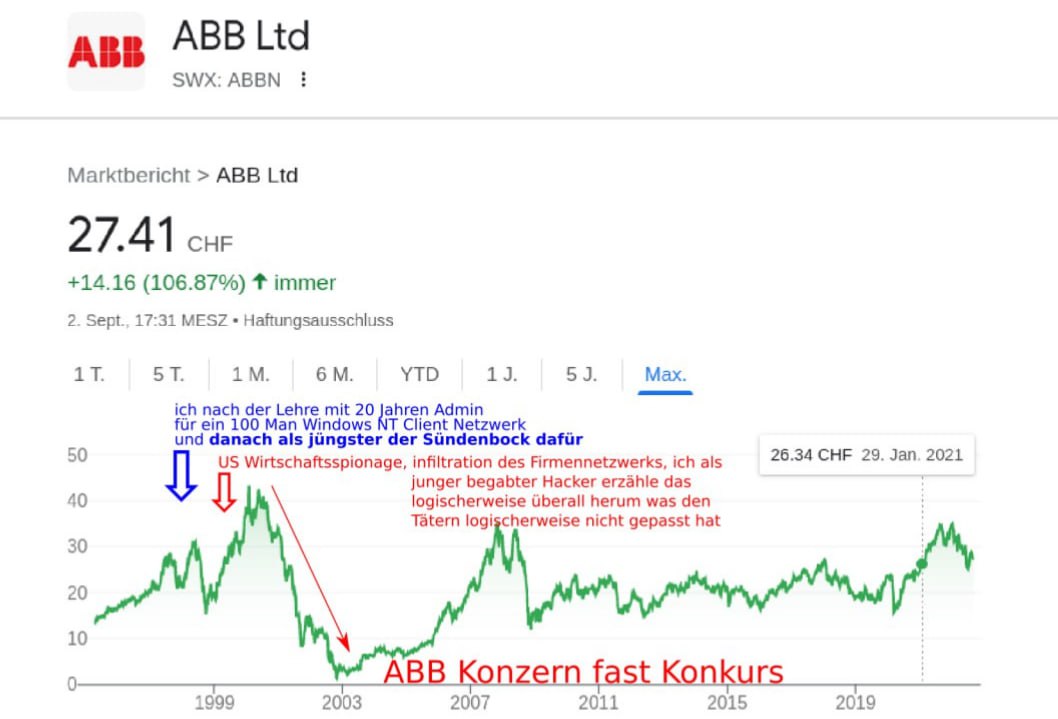 ABB
ABB Ltd
SWX: ABBN
Marktbericht > ABB Ltd
27.41 CHF
+14.16 (106.87%) ↑ immer
2. Sept., 17:31 MESZ • Haftungsausschluss
1 T. 5 T. 1 M. 6 M. YTD 1 J. 5 J. Max.
ich nach der Lehre mit 20 Jahren Admin
für ein 100 Man Windows NT Client Netzwerk
und danach als jüngster der Sündenbock dafür
US Wirtschaftsspionage, infiltration des Firmennetzwerks, ich als
junger begabter Hacker erzähle das
logischerweise überall herum was den
Tätern logischerweise nicht gepasst hat
26.34 CHF 29. Jan. 2021
50
40
30
20
10
0
ABB Konzern fast Konkurs
1999 2003 2007 2011 2015 2019